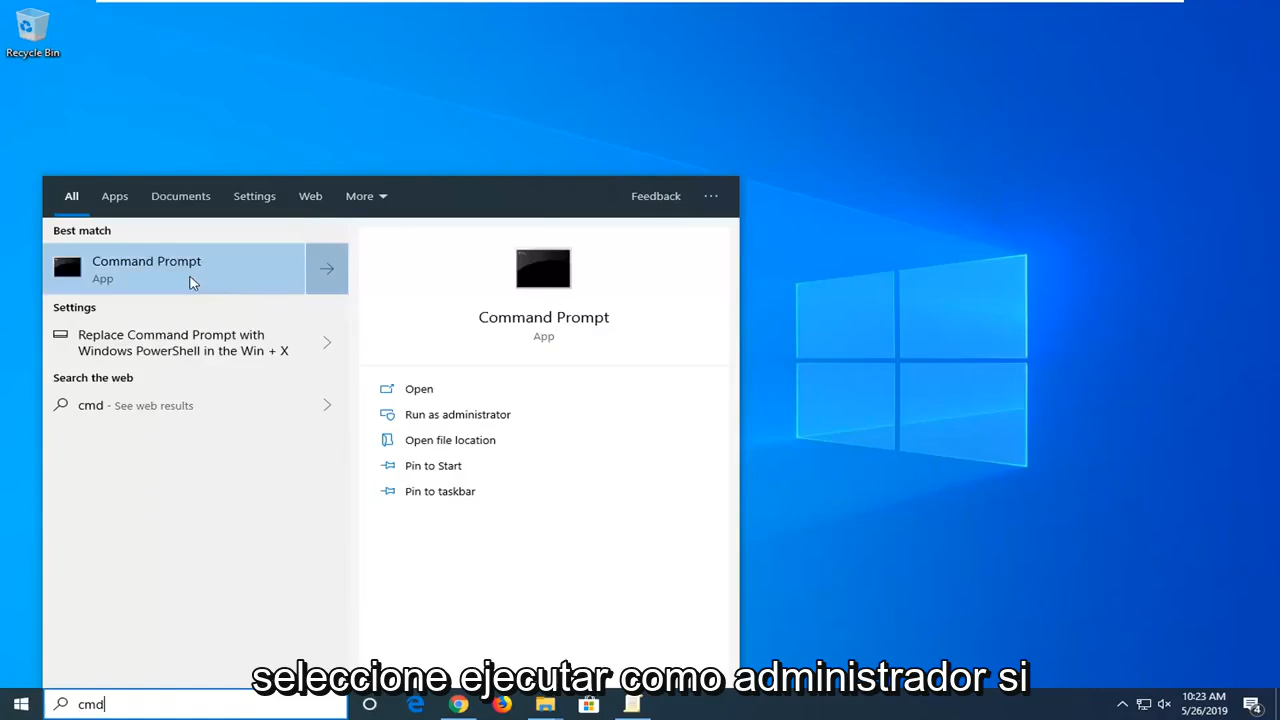 Recycle Bin
All Apps Documents Settings Web More Feedback ...
Best match
Command Prompt
App
Settings
Replace Command Prompt with
Windows PowerShell in the Win + X
Search the web
cmd - See web results
Command Prompt
App
Open
Run as administrator
Open file location
Pin to Start
Pin to taskbar
seleccione ejecutar como administrador si
cmd
10:23 AM
5/26/2019
4